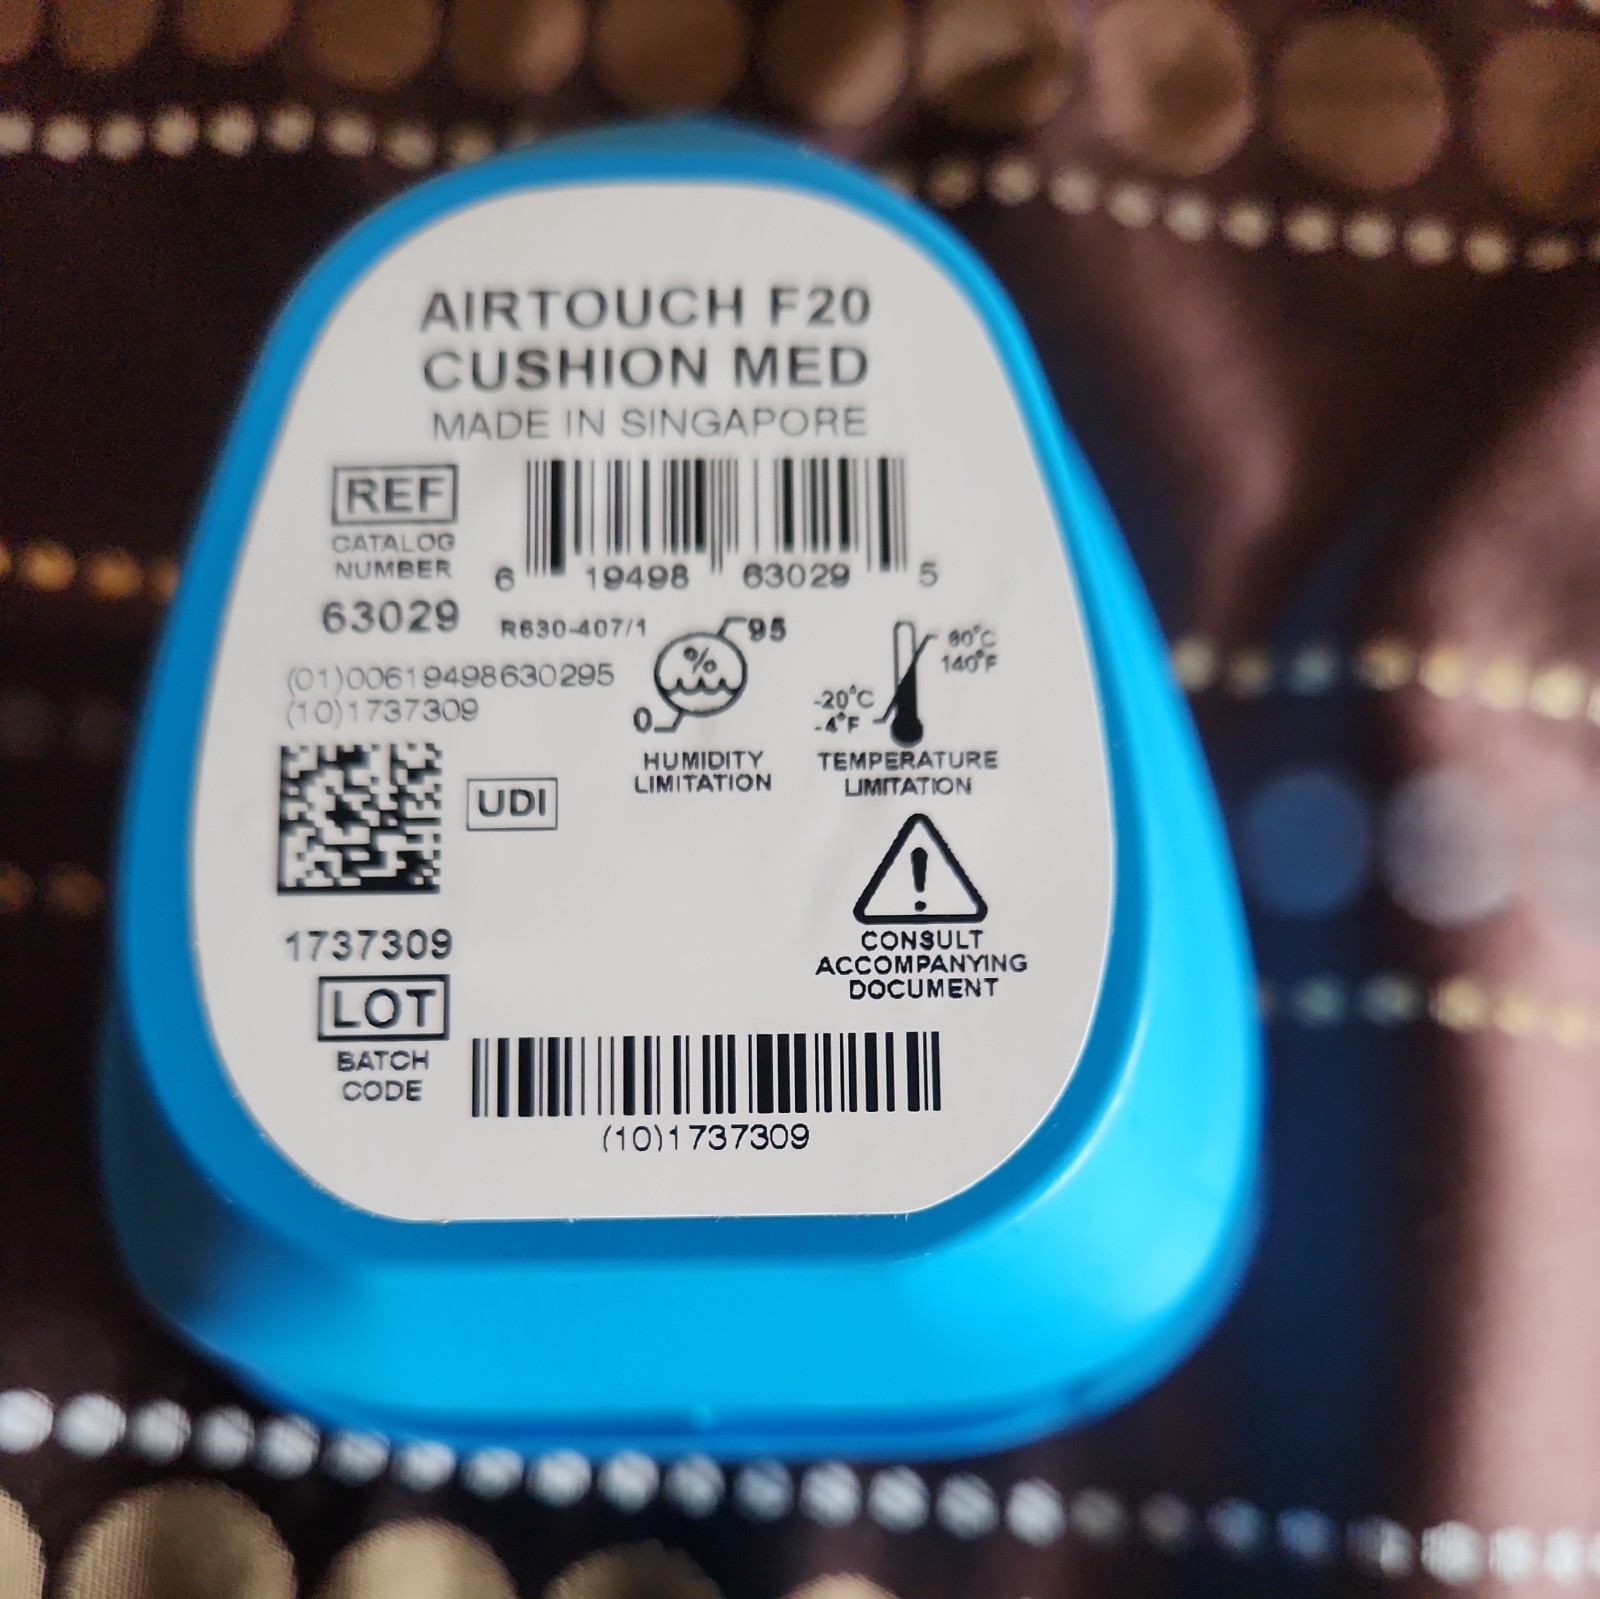 AIRTOUCH F20
CUSHION MED
MADE IN SINGAPORE
REF
CATALOG
NUMBER
63029
6 19498 63029 5
R630-407/1
(01)00619498630295
(10)1737309
UDI
% 95
0
HUMIDITY
LIMITATION
60°C
140°F
-20°C
-4°F
TEMPERATURE
LIMITATION
!
CONSULT
ACCOMPANYING
DOCUMENT
1737309
LOT
BATCH
CODE
(10)1737309